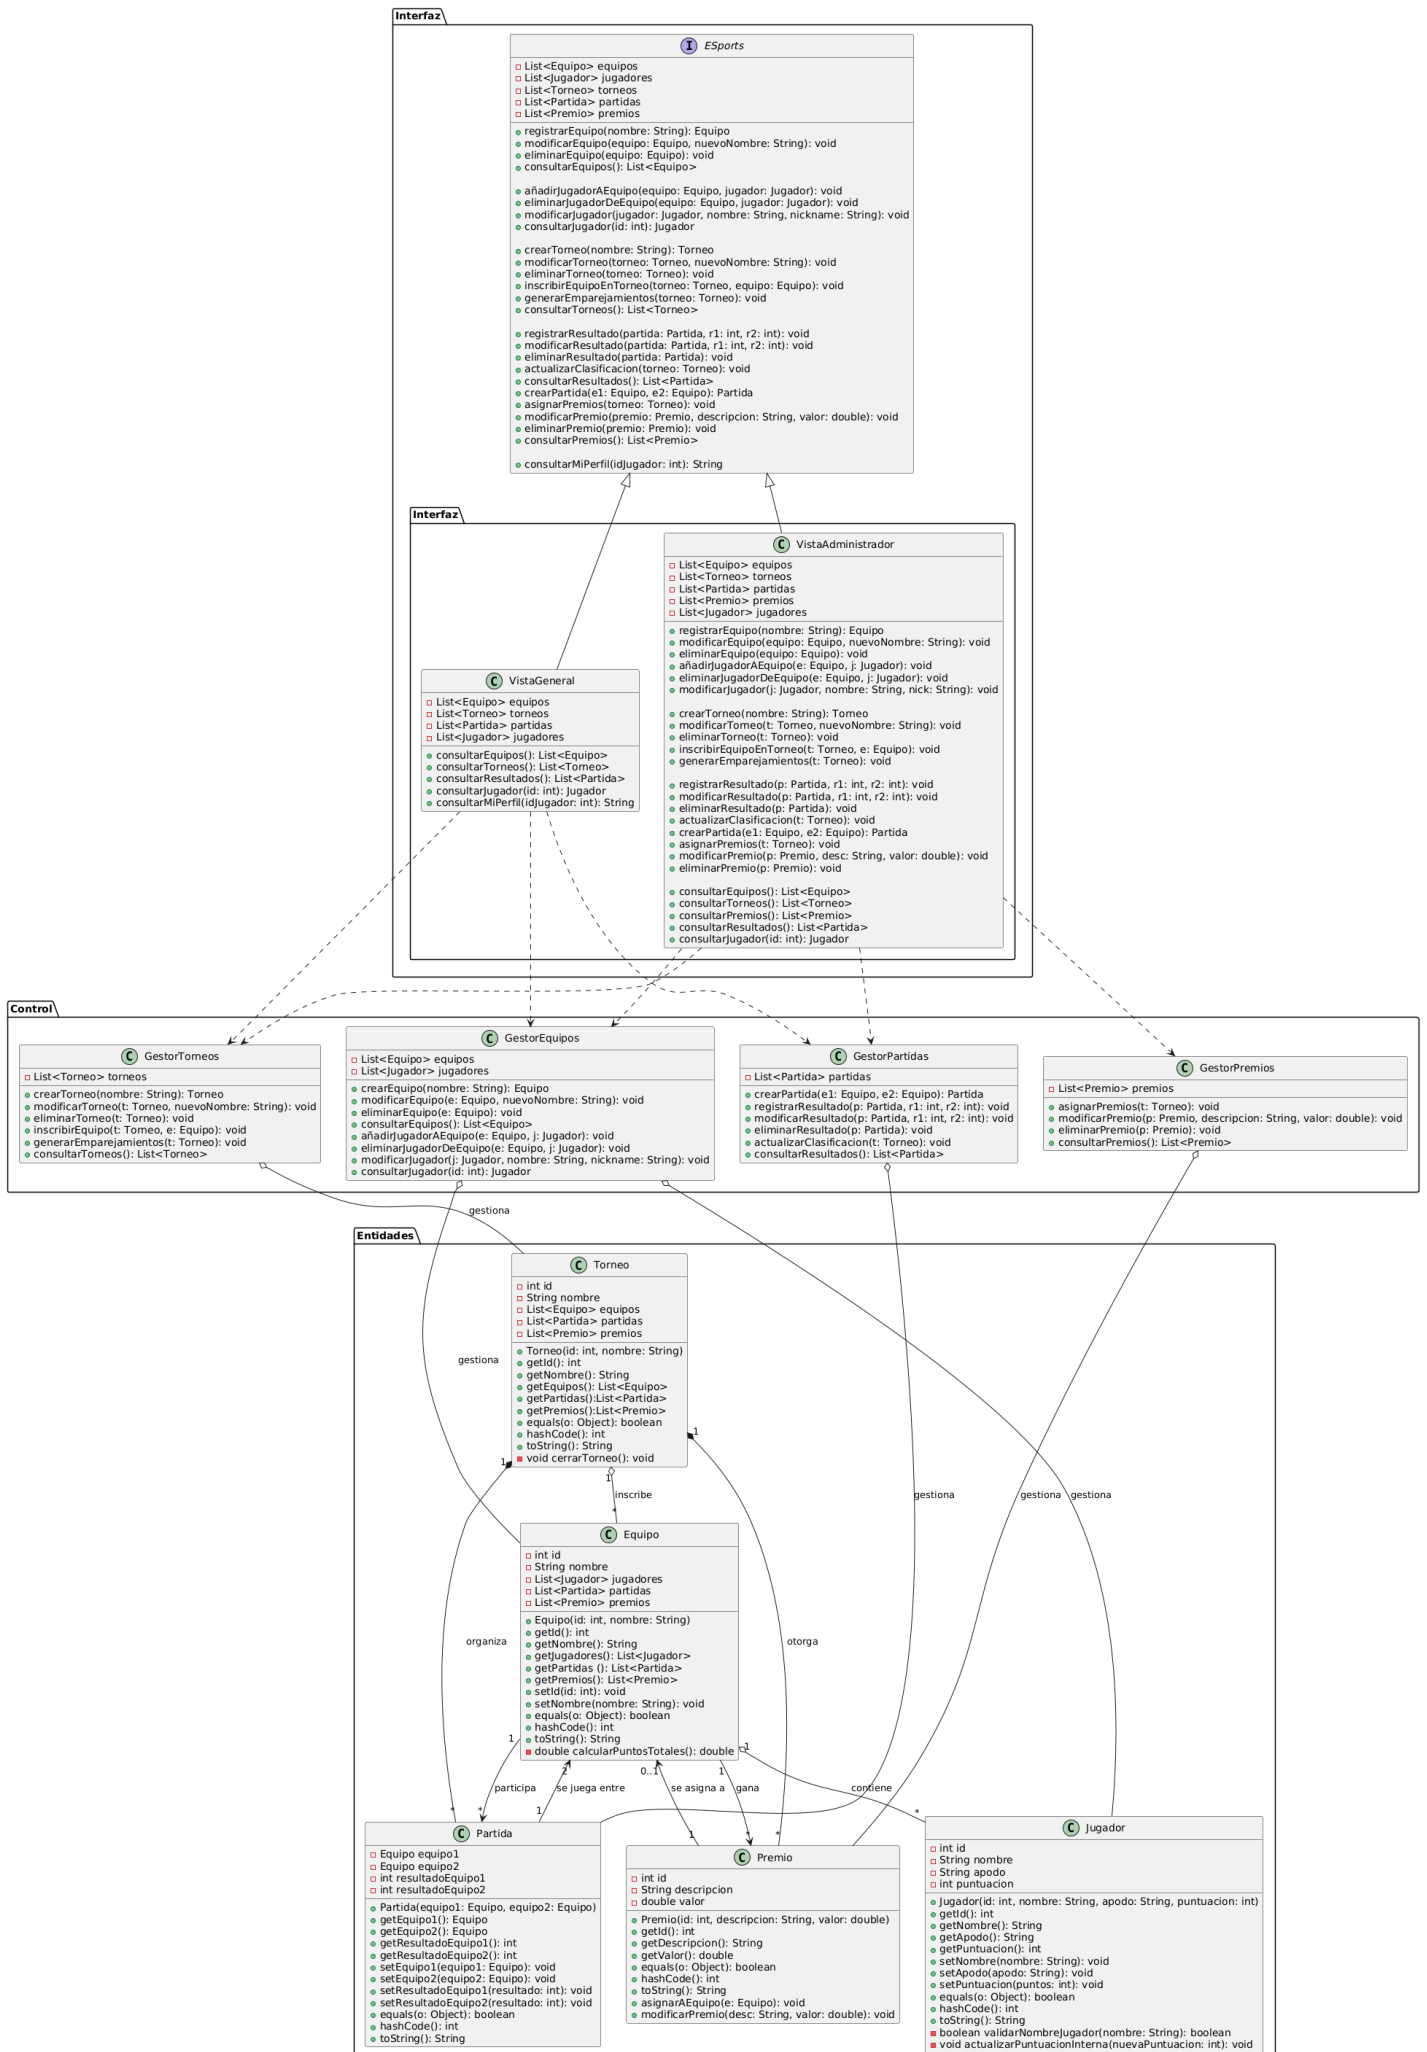 Interfaz
ESports
List<Equipo> equipos
List<Jugador> jugadores
List<Torneo> torneos
List<Partida> partidas
List<Premio> premios
registrarEquipo(nombre: String): Equipo
modificarEquipo(equipo: Equipo, nuevoNombre: String): void
eliminarEquipo(equipo: Equipo): void
consultarEquipos(): List<Equipo>
añadirJugadorAEquipo(equipo: Equipo, jugador: Jugador): void
eliminarJugadorDeEquipo(equipo: Equipo, jugador: Jugador): void
modificarJugador(jugador: Jugador, nombre: String, nickname: String): void
consultarJugador(id: int): Jugador
crearTorneo(nombre: String): Torneo
modificarTorneo(torneo: Torneo, nuevoNombre: String): void
eliminarTorneo(torneo: Torneo): void
inscribirEquipoEnTorneo(torneo: Torneo, equipo: Equipo): void
generarEmparejamientos(torneo: Torneo): void
consultarTorneos(): List<Torneo>
registrarResultado(partida: Partida, r1: int, r2: int): void
modificarResultado(partida: Partida, r1: int, r2: int): void
eliminarResultado(partida: Partida): void
actualizarClasificacion(torneo: Torneo): void
consultarResultados(): List<Partida>
crearPartida(e1: Equipo, e2: Equipo): Partida
asignarPremios(torneo: Torneo): void
modificarPremio(premio: Premio, descripcion: String, valor: double): void
eliminarPremio(premio: Premio): void
consultarPremios(): List<Premio>
consultarMiPerfil(idJugador: int): String
Interfaz
VistaAdministrador
List<Equipo> equipos
List<Torneo> torneos
List<Partida> partidas
List<Premio> premios
List<Jugador> jugadores
registrarEquipo(nombre: String): Equipo
modificarEquipo(equipo: Equipo, nuevoNombre: String): void
eliminarEquipo(equipo: Equipo): void
añadirJugadorAEquipo(e: Equipo, j: Jugador): void
eliminarJugadorDeEquipo(e: Equipo, j: Jugador): void
modificarJugador(j: Jugador, nombre: String, nick: String): void
crearTorneo(nombre: String): Torneo
modificarTorneo(t: Torneo, nuevoNombre: String): void
eliminarTorneo(t: Torneo): void
inscribirEquipoEnTorneo(t: Torneo, e: Equipo): void
generarEmparejamientos(t: Torneo): void
registrarResultado(p: Partida, r1: int, r2: int): void
modificarResultado(p: Partida, r1: int, r2: int): void
eliminarResultado(p: Partida): void
actualizarClasificacion(t: Torneo): void
crearPartida(e1: Equipo, e2: Equipo): Partida
asignarPremios(t: Torneo): void
modificarPremio(p: Premio, desc: String, valor: double): void
eliminarPremio(p: Premio): void
consultarEquipos(): List<Equipo>
consultarTorneos(): List<Torneo>
consultarPremios(): List<Premio>
consultarResultados(): List<Partida>
consultarJugador(id: int): Jugador
VistaGeneral
List<Equipo> equipos
List<Torneo> torneos
List<Partida> partidas
List<Jugador> jugadores
consultarEquipos(): List<Equipo>
consultarTorneos(): List<Torneo>
consultarResultados(): List<Partida>
consultarJugador(id: int): Jugador
consultarMiPerfil(idJugador: int): String
Control
GestorTorneos
List<Torneo> torneos
crearTorneo(nombre: String): Torneo
modificarTorneo(t: Torneo, nuevoNombre: String): void
eliminarTorneo(t: Torneo): void
inscribirEquipo(t: Torneo, e: Equipo): void
generarEmparejamientos(t: Torneo): void
consultarTorneos(): List<Torneo>
GestorEquipos
List<Equipo> equipos
List<Jugador> jugadores
crearEquipo(nombre: String): Equipo
modificarEquipo(e: Equipo, nuevoNombre: String): void
eliminarEquipo(e: Equipo): void
consultarEquipos(): List<Equipo>
añadirJugadorAEquipo(e: Equipo, j: Jugador): void
eliminarJugadorDeEquipo(e: Equipo, j: Jugador): void
modificarJugador(j: Jugador, nombre: String, nickname: String): void
consultarJugador(id: int): Jugador
GestorPartidas
List<Partida> partidas
crearPartida(e1: Equipo, e2: Equipo): Partida
registrarResultado(p: Partida, r1: int, r2: int): void
modificarResultado(p: Partida, r1: int, r2: int): void
eliminarResultado(p: Partida): void
actualizarClasificacion(t: Torneo): void
consultarResultados(): List<Partida>
GestorPremios
List<Premio> premios
asignarPremios(t: Torneo): void
modificarPremio(p: Premio, descripcion: String, valor: double): void
eliminarPremio(p: Premio): void
consultarPremios(): List<Premio>
gestiona
Entidades
Torneo
int id
String nombre
List<Equipo> equipos
List<Partida> partidas
List<Premio> premios
Torneo(id: int, nombre: String)
getId(): int
getNombre(): String
getEquipos(): List<Equipo>
getPartidas():List<Partida>
getPremios():List<Premio>
equals(o: Object): boolean
hashCode(): int
toString(): String
void cerrarTorneo(): void
gestiona
1
1
1
inscribe
*
gestiona
gestiona
gestiona
Equipo
int id
String nombre
List<Jugador> jugadores
List<Partida> partidas
List<Premio> premios
Equipo(id: int, nombre: String)
getId(): int
getNombre(): String
getJugadores(): List<Jugador>
getPartidas (): List<Partida>
getPremios(): List<Premio>
setId(id: int): void
setNombre(nombre: String): void
equals(o: Object): boolean
hashCode(): int
toString(): String
double calcularPuntosTotales(): double
organiza
otorga
1
2
0..1
1
1
participa
se juega entre
se asigna a
gana
contiene
*
*
1
1
*
*
*
Partida
Equipo equipo1
Equipo equipo2
int resultadoEquipo1
int resultadoEquipo2
Partida(equipo1: Equipo, equipo2: Equipo)
getEquipo1(): Equipo
getEquipo2(): Equipo
getResultadoEquipo1(): int
getResultadoEquipo2(): int
setEquipo1(equipo1: Equipo): void
setEquipo2(equipo2: Equipo): void
setResultadoEquipo1(resultado: int): void
setResultadoEquipo2(resultado: int): void
equals(o: Object): boolean
hashCode(): int
toString(): String
Premio
int id
String descripcion
double valor
Premio(id: int, descripcion: String, valor: double)
getId(): int
getDescripcion(): String
getValor(): double
equals(o: Object): boolean
hashCode(): int
toString(): String
asignarAEquipo(e: Equipo): void
modificarPremio(desc: String, valor: double): void
Jugador
int id
String nombre
String apodo
int puntuacion
Jugador(id: int, nombre: String, apodo: String, puntuacion: int)
getId(): int
getNombre(): String
getApodo(): String
getPuntuacion(): int
setNombre(nombre: String): void
setApodo(apodo: String): void
setPuntuacion(puntos: int): void
equals(o: Object): boolean
hashCode(): int
toString(): String
boolean validarNombreJugador(nombre: String): boolean
void actualizarPuntuacionInterna(nuevaPuntuacion: int): void